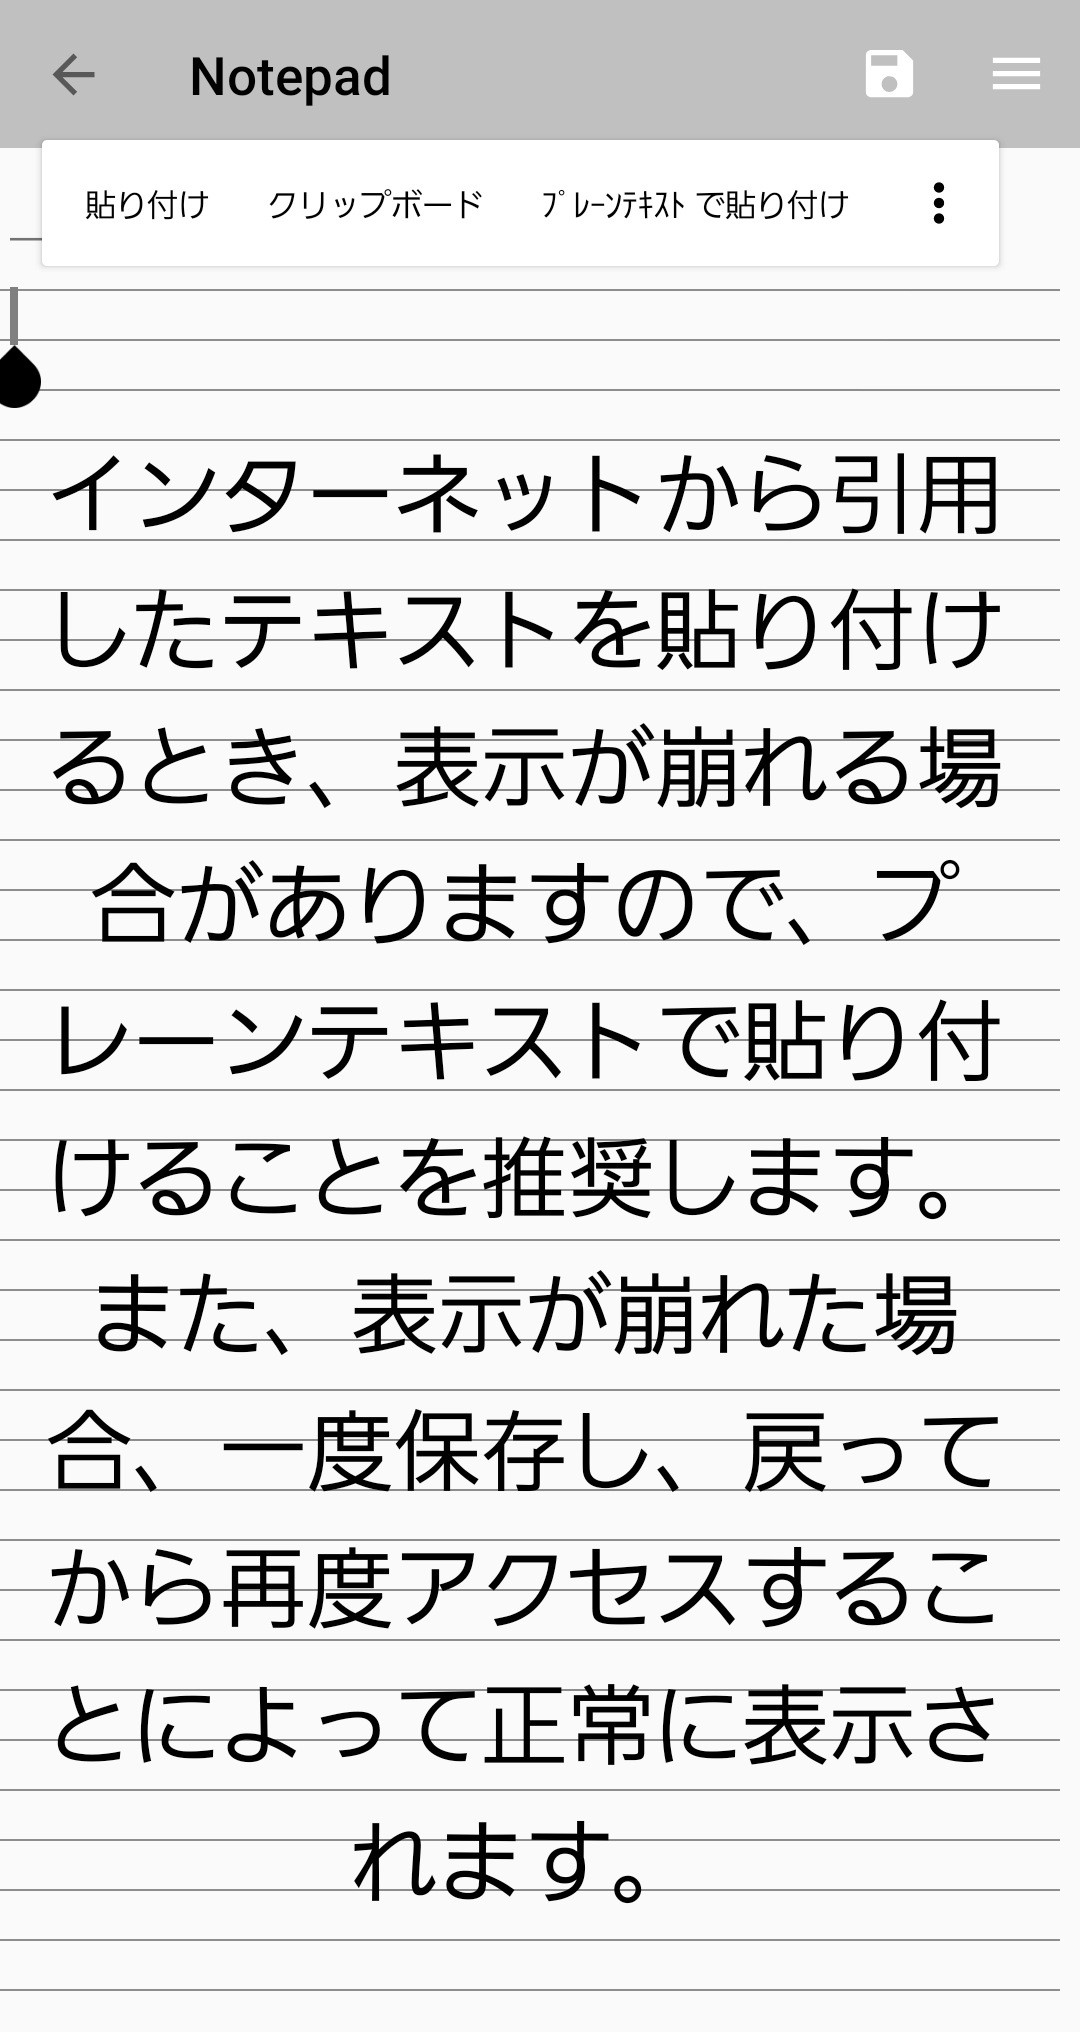 Notepad
貼り付け クリップボード プレーンテキストで貼り付け
インターネットから引用
したテキストを貼り付け
るとき、表示が崩れる場
合がありますので、プ
レーンテキストで貼り付
けることを推奨します。
また、表示が崩れた場
合、一度保存し、戻って
から再度アクセスするこ
とによって正常に表示さ
れます。